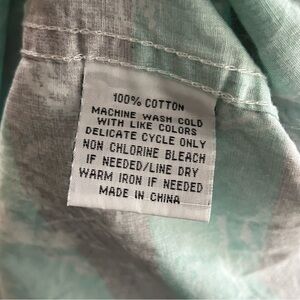 100% COTTON
MACHINE WASH COLD
WITH LIKE COLORS
DELICATE CYCLE ONLY
NON CHLORINE BLEACH
IF NEEDED/LINE DRY
WARM IRON IF NEEDED
MADE IN CHINA